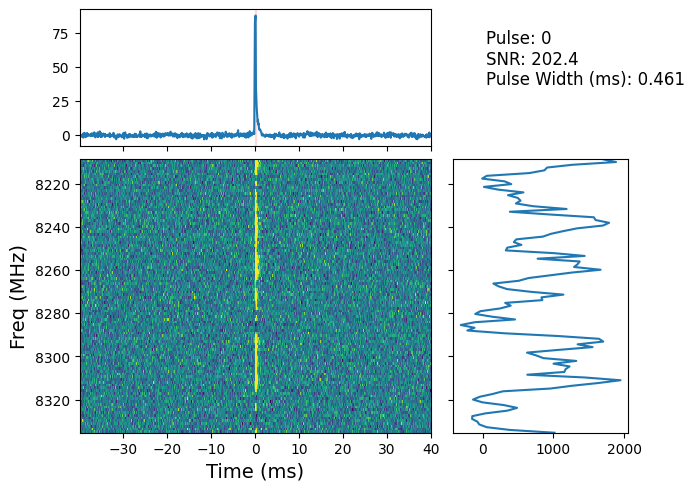 Pulse: 0
SNR: 202.4
Pulse Width (ms): 0.461
75
50
25
0
8220
8240
8260
8280
8300
8320
Freq (MHz)
−30 −20 −10 0 10 20 30 40
Time (ms)
0 1000 2000